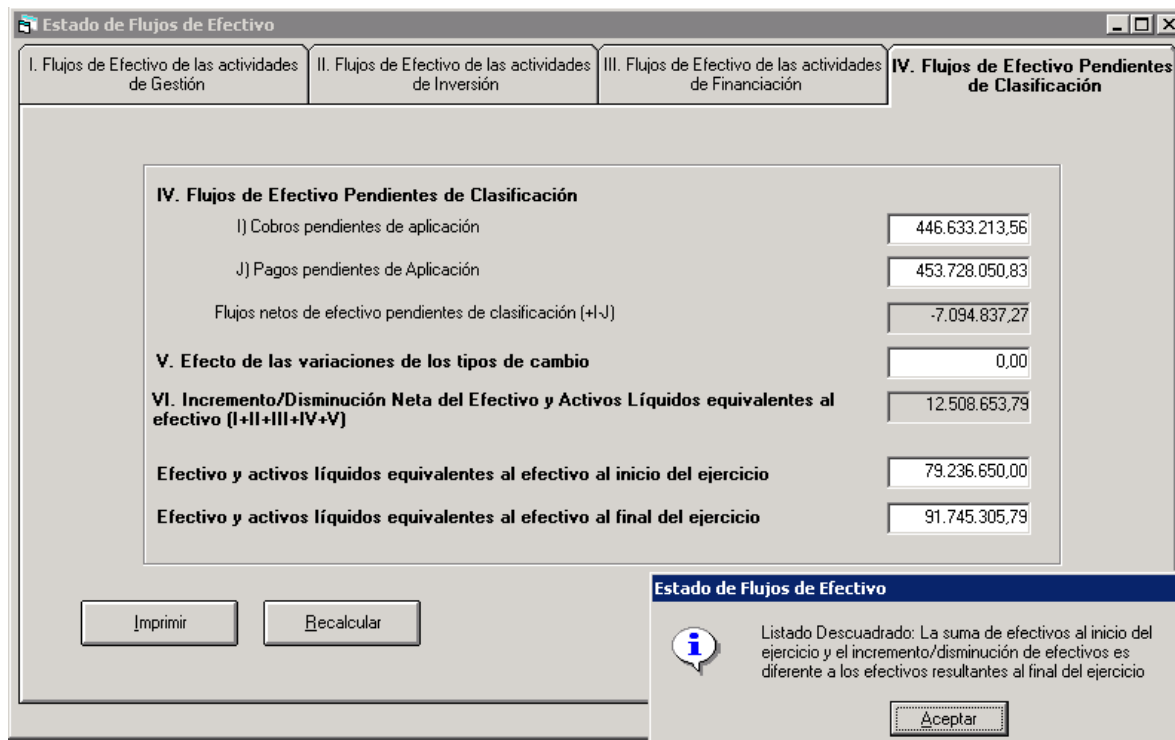 Estado de Flujos de Efectivo
I. Flujos de Efectivo de las actividades
de Gestión
II. Flujos de Efectivo de las actividades
de Inversión
III. Flujos de Efectivo de las actividades
de Financiación
IV. Flujos de Efectivo Pendientes
de Clasificación
IV. Flujos de Efectivo Pendientes de Clasificación
I) Cobros pendientes de aplicación 446.633.213,56
J) Pagos pendientes de Aplicación 453.728.050,83
Flujos netos de efectivo pendientes de clasificación (+I-J) -7.094.837,27
V. Efecto de las variaciones de los tipos de cambio 0,00
VI. Incremento/Disminución Neta del Efectivo y Activos Líquidos equivalentes al
efectivo (I+II+III+IV+V) 12.508.653,79
Efectivo y activos líquidos equivalentes al efectivo al inicio del ejercicio 79.236.650,00
Efectivo y activos líquidos equivalentes al efectivo al final del ejercicio 91.745.305,79
Imprimir
Recalcular
Estado de Flujos de Efectivo
Listado Descuadrado: La suma de efectivos al inicio del
ejercicio y el incremento/disminución de efectivos es
diferente a los efectivos resultantes al final del ejercicio
Aceptar